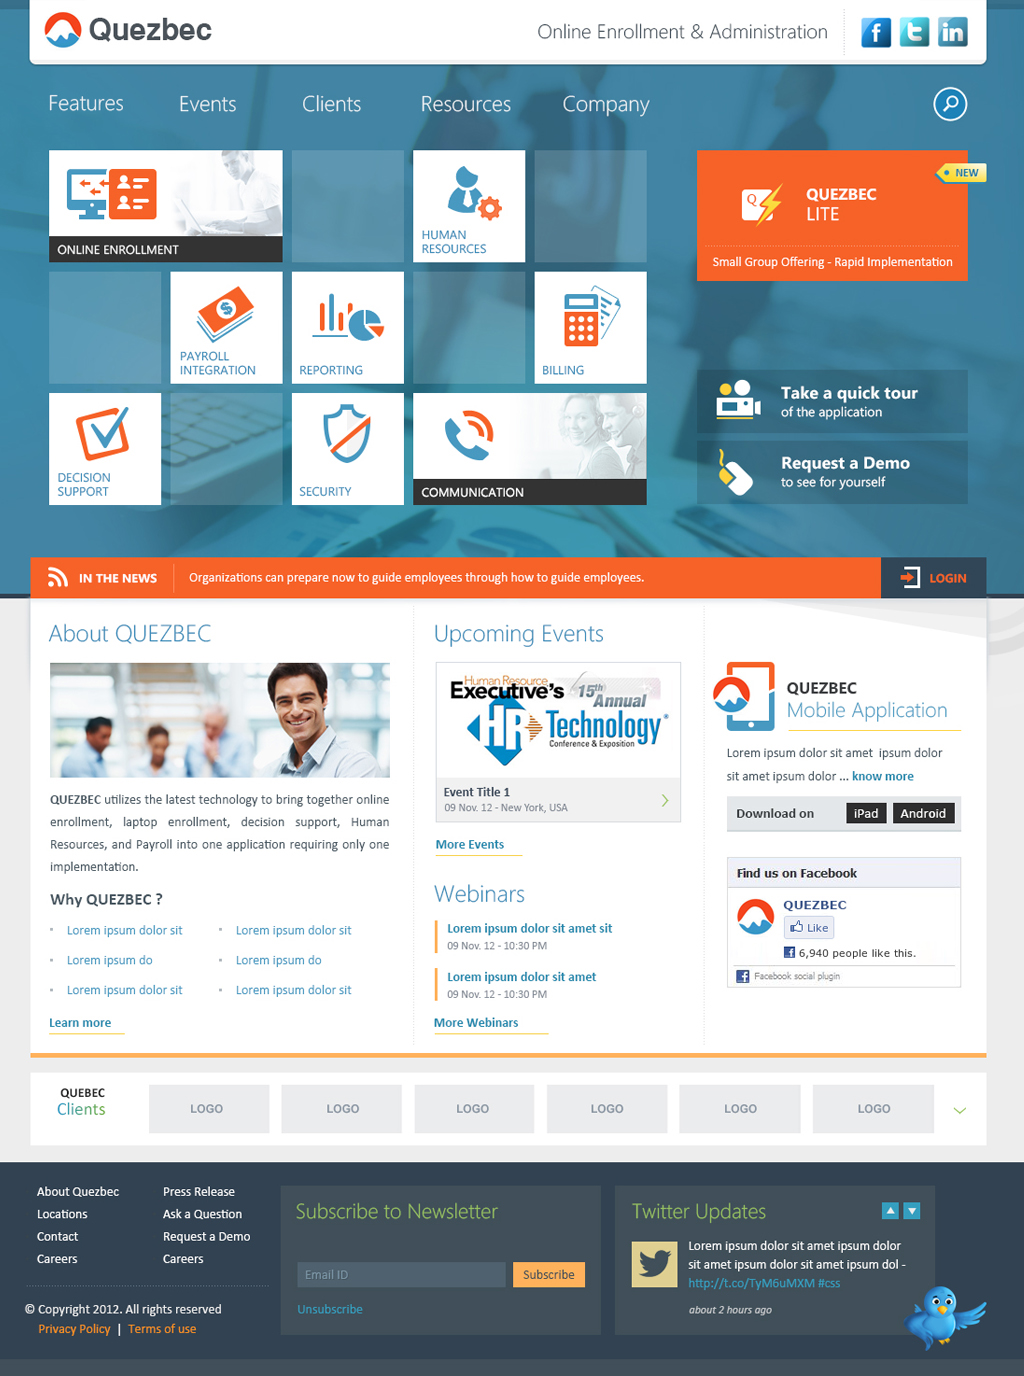 Quezbec
Online Enrollment & Administration
f
t
in
Features
Events
Clients
Resources
Company
ONLINE ENROLLMENT
HUMAN
RESOURCES
Q
QUEZBEC
LITE
NEW
Small Group Offering - Rapid Implementation
$
PAYROLL
INTEGRATION
REPORTING
BILLING
Take a quick tour
of the application
DECISION
SUPPORT
SECURITY
COMMUNICATION
Request a Demo
to see for yourself
IN THE NEWS
Organizations can prepare now to guide employees through how to guide employees.
LOGIN
About QUEZBEC
QUEZBEC utilizes the latest technology to bring together online
enrollment, laptop enrollment, decision support, Human
Resources, and Payroll into one application requiring only one
implementation.
Why QUEZBEC ?
Lorem ipsum dolor sit
Lorem ipsum dolor sit
Lorem ipsum do
Lorem ipsum do
Lorem ipsum dolor sit
Lorem ipsum dolor sit
Learn more
Upcoming Events
Human Resource
Executive's 15th Annual
HR Technology®
Conference & Exposition
Event Title 1
09 Nov. 12 - New York, USA
More Events
Webinars
Lorem ipsum dolor sit amet sit
09 Nov. 12 - 10:30 PM
Lorem ipsum dolor sit amet
09 Nov. 12 - 10:30 PM
More Webinars
QUEZBEC
Mobile Application
Lorem ipsum dolor sit amet ipsum dolor
sit amet ipsum dolor ... know more
Download on
iPad
Android
Find us on Facebook
QUEZBEC
Like
f 6,940 people like this.
f Facebook social plugin
QUEBEC
Clients
LOGO
LOGO
LOGO
LOGO
LOGO
LOGO
About Quezbec
Locations
Contact
Careers
Press Release
Ask a Question
Request a Demo
Careers
© Copyright 2012. All rights reserved
Privacy Policy | Terms of use
Subscribe to Newsletter
Email ID
Subscribe
Unsubscribe
Twitter Updates
Lorem ipsum dolor sit amet ipsum dolor
sit amet ipsum dolor sit amet ipsum dol -
http://t.co/TyM6uMXM #css
about 2 hours ago